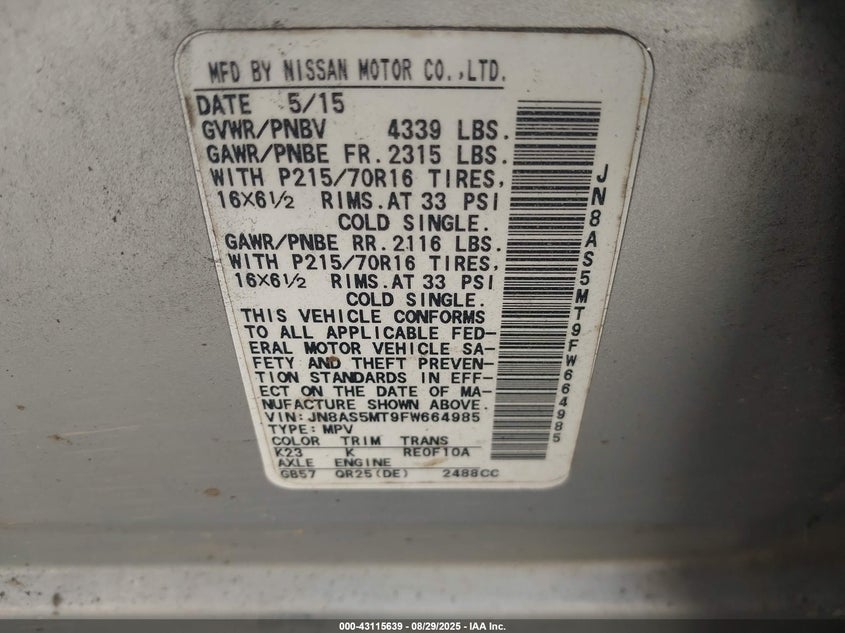 MFD BY NISSAN MOTOR CO.,LTD.
DATE 5/15
GVWR/PNBV 4339 LBS.
GAWR/PNBE FR. 2315 LBS.
WITH P215/70R16 TIRES,
16X6½ RIMS. AT 33 PSI
COLD SINGLE.
GAWR/PNBE RR. 2116 LBS.
WITH P215/70R16 TIRES,
16X6½ RIMS. AT 33 PSI
COLD SINGLE.
THIS VEHICLE CONFORMS
TO ALL APPLICABLE FED-
ERAL MOTOR VEHICLE SA-
FETY AND THEFT PREVEN-
TION STANDARDS IN EFF-
ECT ON THE DATE OF MA-
NUFACTURE SHOWN ABOVE.
VIN:JN8AS5MT9FW664985
TYPE: MPV
COLOR TRIM TRANS
K23 K RE0F10A
AXLE ENGINE
GB57 QR25(DE) 2488CC
JN8AS5MT9FW664985
000-43115639 - 08/29/2025 - IAA Inc.